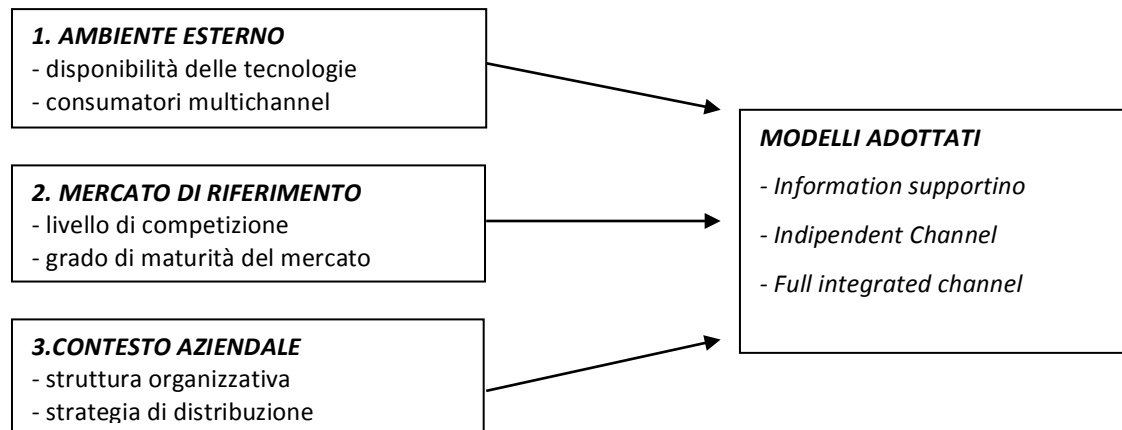 1. AMBIENTE ESTERNO
- disponibilità delle tecnologie
- consumatori multichannel
2. MERCATO DI RIFERIMENTO
- livello di competizione
- grado di maturità del mercato
3.CONTESTO AZIENDALE
- struttura organizzativa
- strategia di distribuzione
MODELLI ADOTTATI
- Information supportino
- Indipendent Channel
- Full integrated channel